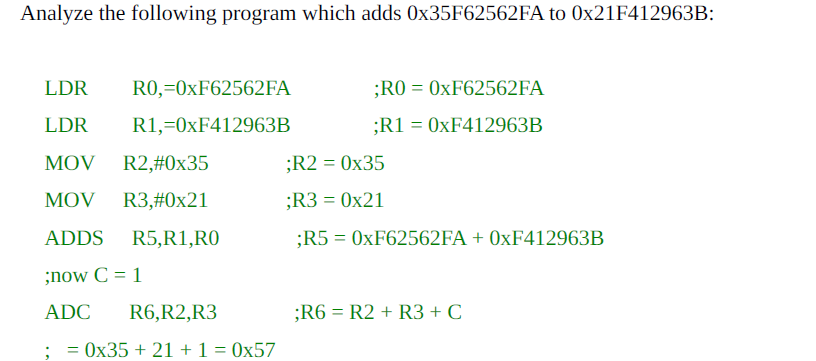 Analyze the following program which adds 0x35F62562FA to 0x21F412963B:
LDR R0,=0xF62562FA ;R0 = 0xF62562FA
LDR R1,=0xF412963B ;R1 = 0xF412963B
MOV R2,#0x35 ;R2 = 0x35
MOV R3,#0x21 ;R3 = 0x21
ADDS R5,R1,R0 ;R5 = 0xF62562FA + 0xF412963B
;now C = 1
ADC R6,R2,R3 ;R6 = R2 + R3 + C
; = 0x35 + 21 + 1 = 0x57